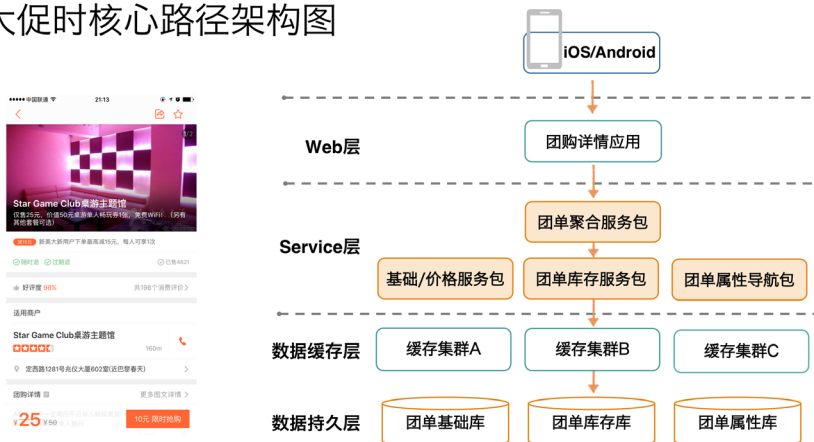 大促时核心路径架构图
iOS/Android
中国联通
21:13
1/2
Star Game Club桌游主题馆
仅售25元，价值50元桌游单人畅玩券1张，免费WiFi！（另有
其他套餐可选）
新美大新用户下单最高减15元，每人可享1次
随时退
过期退
已售4021
好评度 98%
共198个消费评价
适用商户
Star Game Club桌游主题馆
160m
定西路1281号兆仪大厦602室(近巴黎春天)
团购详情
更多图文详情
¥25 ¥50
10元 限时抢购
Web层
团购详情应用
团单聚合服务包
Service层
基础/价格服务包
团单库存服务包
团单属性导航包
数据缓存层
缓存集群A
缓存集群B
缓存集群C
数据持久层
团单基础库
团单库存库
团单属性库